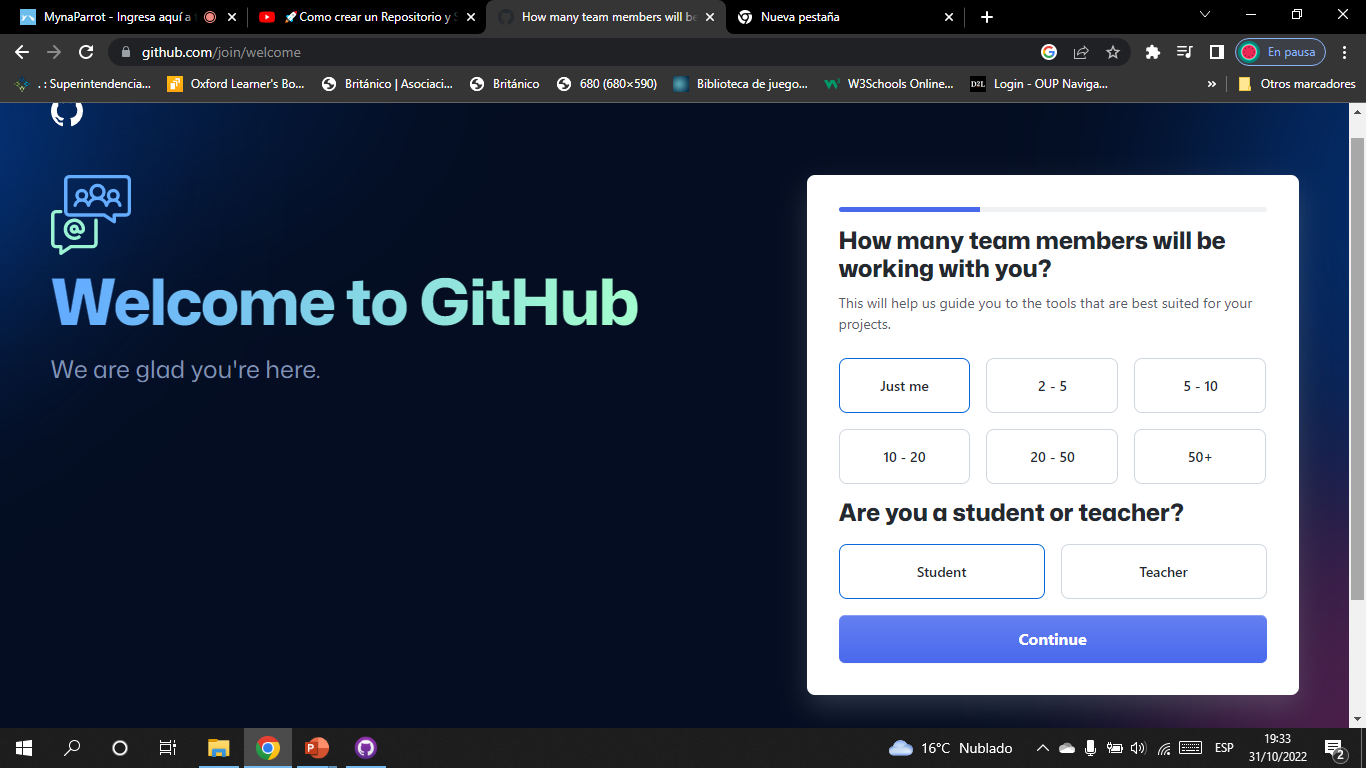 MynaParrot - Ingresa aquí a
🚀Como crear un Repositorio y S
How many team members will be
Nueva pestaña
github.com/join/welcome
En pausa
. : Superintendencia...
Oxford Learner's Bo...
Británico | Asociaci...
Británico
680 (680×590)
Biblioteca de juego...
W3Schools Online...
D2L
Login - OUP Naviga...
»
Otros marcadores
Welcome to GitHub
We are glad you're here.
How many team members will be
working with you?
This will help us guide you to the tools that are best suited for your
projects.
Just me
2 - 5
5 - 10
10 - 20
20 - 50
50+
Are you a student or teacher?
Student
Teacher
Continue
16°C Nublado
ESP
19:33
31/10/2022
2